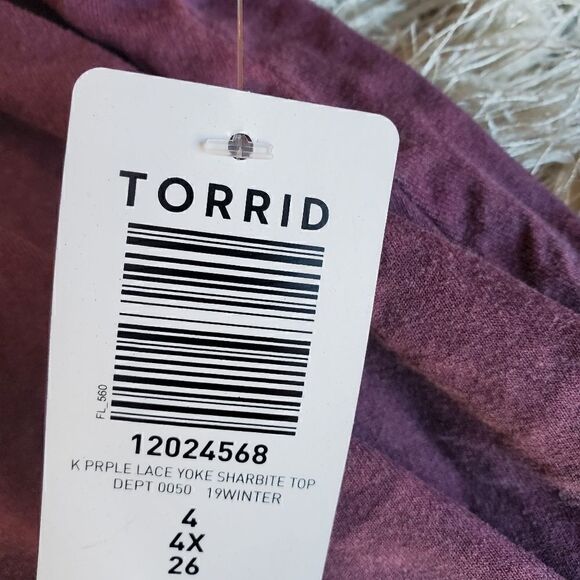 TORRID
FL_560
12024568
K PRPLE LACE YOKE SHARBITE TOP
DEPT 0050 19WINTER
4
4X
26